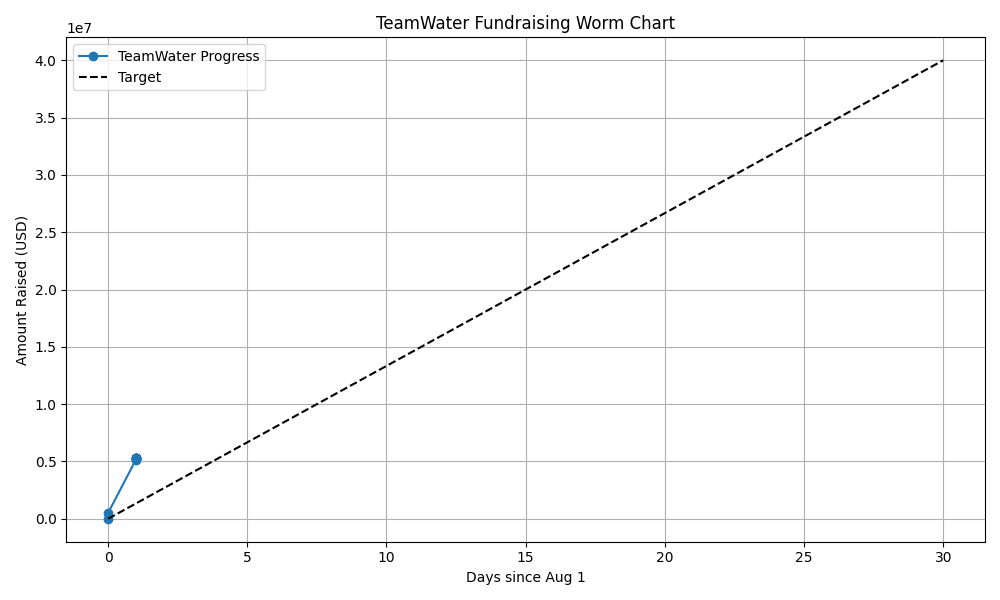 TeamWater Fundraising Worm Chart
1e7
TeamWater Progress
Target
4.0
3.5
3.0
2.5
2.0
1.5
1.0
0.5
0.0
Amount Raised (USD)
0 5 10 15 20 25 30
Days since Aug 1